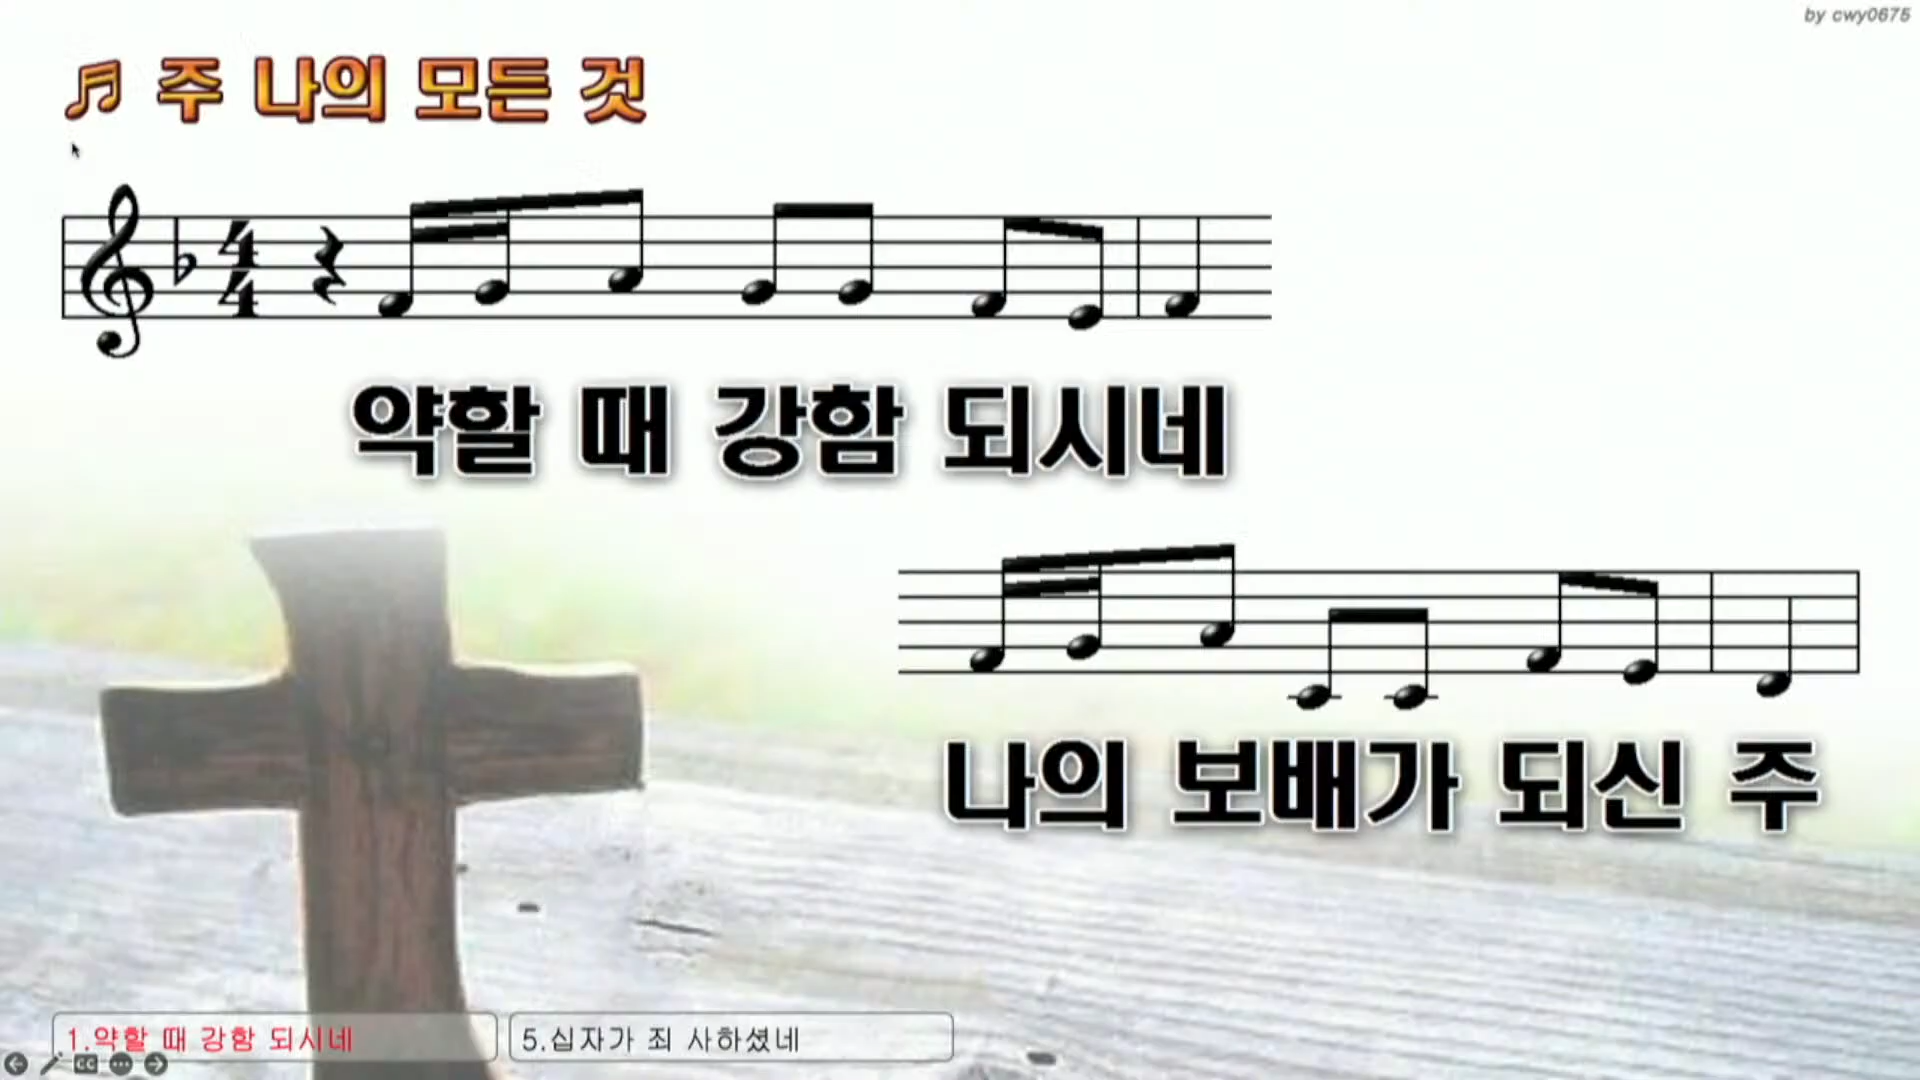 by cwy0675
주 나의 모든 것
약할 때 강함 되시네
나의 보배가 되신 주
1.약할 때 강함 되시네
5.십자가 죄 사하셨네
CC